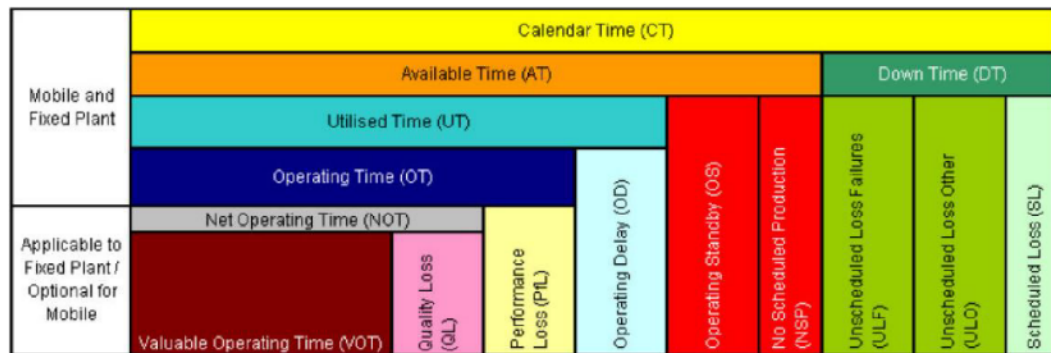 Calendar Time (CT)
Mobile and
Fixed Plant
Available Time (AT)
Down Time (DT)
Utilised Time (UT)
Operating Time (OT)
Operating Delay (OD)
Operating Standby (OS)
No Scheduled Production
(NSP)
Unscheduled Loss Failures
(ULF)
Unscheduled Loss Other
(ULO)
Scheduled Loss (SL)
Applicable to
Fixed Plant /
Optional for
Mobile
Net Operating Time (NOT)
Valuable Operating Time (VOT)
Quality Loss
(QL)
Performance
Loss (PfL)